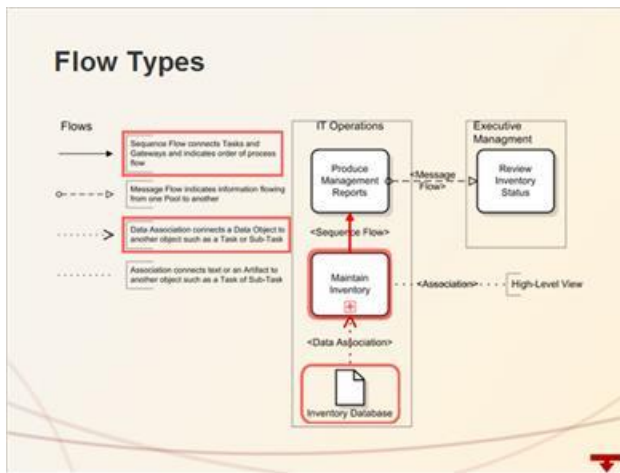 Flow Types
Flows
Sequence Flow connects Tasks and
Gateways and indicates order of process
flow
Message Flow indicates information flowing
from one Pool to another
Data Association connects a Data Object to
another object such as a Task or Sub-Task
Association connects text or an Artifact to
another object such as a Task of Sub-Task
IT Operations
Produce
Management
Reports
<Sequence Flow>
Maintain
Inventory
<Data Association>
Inventory Database
<Message
Flow>
Executive
Managment
Review
Inventory
Status
<Association>
High-Level View